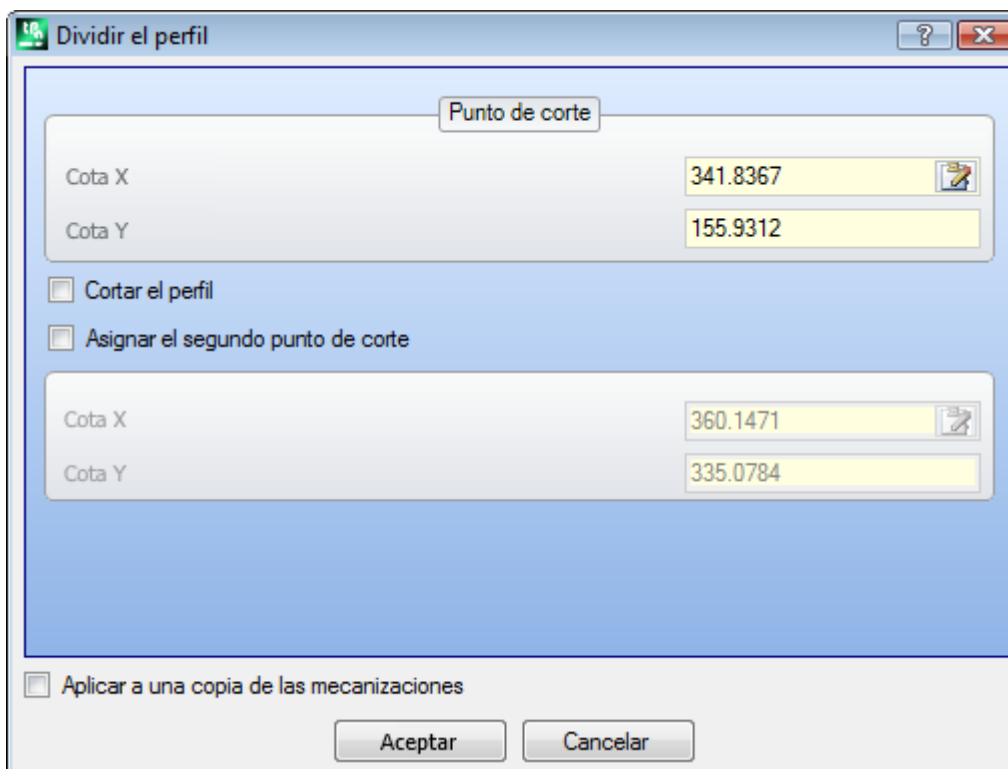 Dividir el perfil
Punto de corte
Cota X 341.8367
Cota Y 155.9312
Cortar el perfil
Asignar el segundo punto de corte
Cota X 360.1471
Cota Y 335.0784
Aplicar a una copia de las mecanizaciones
Aceptar Cancelar